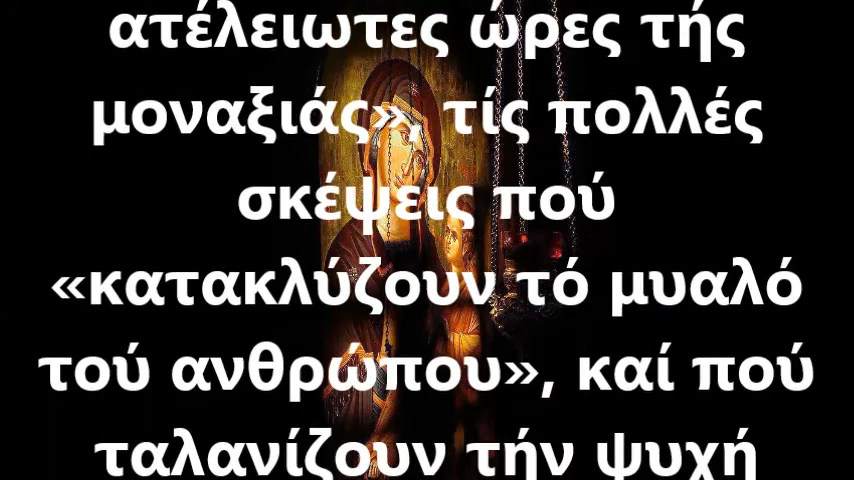 ατέλειωτες ώρες τής
μοναξιάς», τίς πολλές
σκέψεις πού
«κατακλύζουν τό μυαλό
τού ανθρώπου», καί πού
ταλανίζουν τήν ψυχή